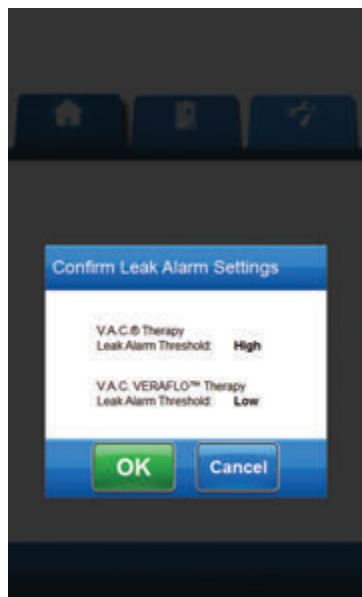 Confirm Leak Alarm Settings
V.A.C.® Therapy
Leak Alarm Threshold: High
V.A.C. VERAFLO™ Therapy
Leak Alarm Threshold: Low
OK Cancel